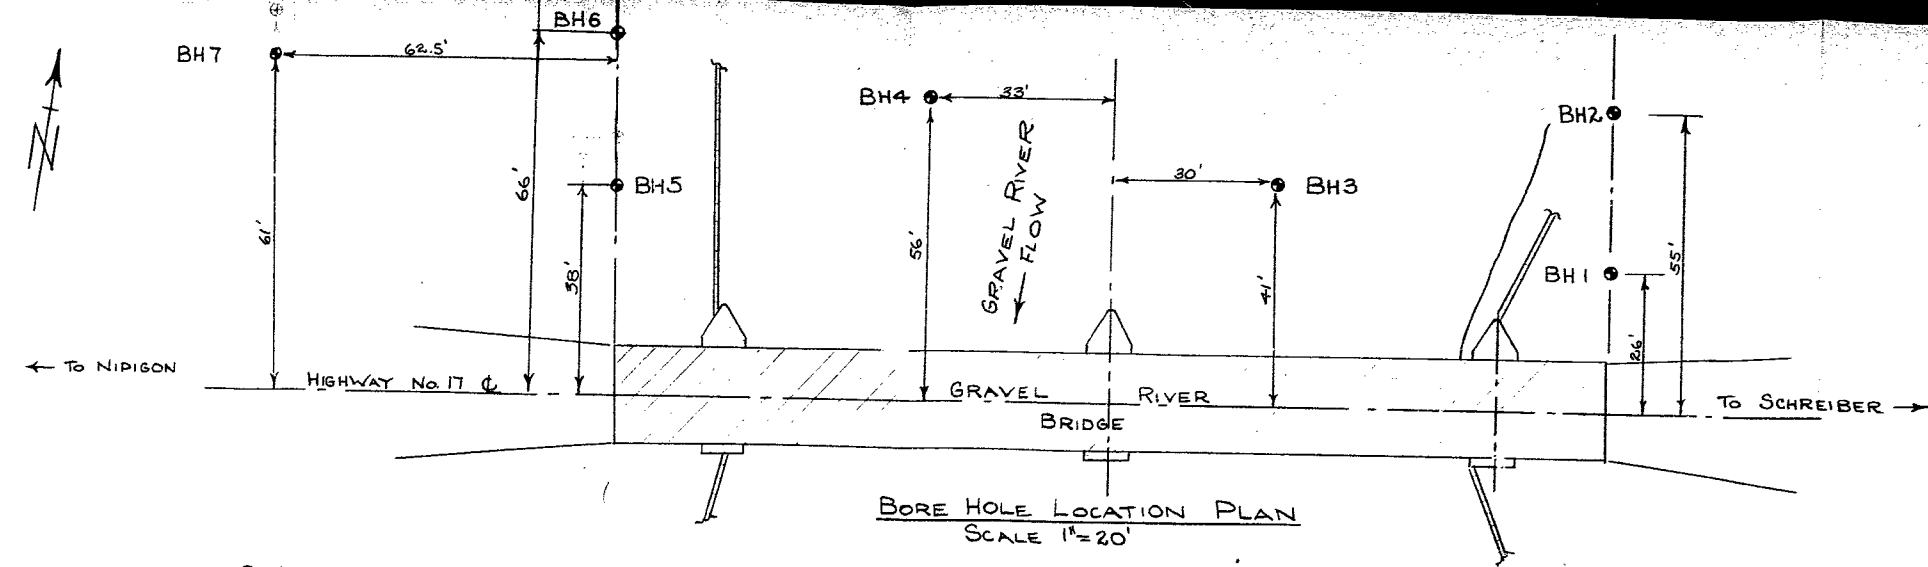 BH6
BH7
62.5'
BH4
33'
BH2
N
66'
BH5
30'
BH3
61'
56'
GRAVEL RIVER
FLOW
55'
38'
41'
BH1
26'
← TO NIPIGON
HIGHWAY No. 17 ℄
GRAVEL RIVER
BRIDGE
TO SCHREIBER →
BORE HOLE LOCATION PLAN
SCALE 1"=20'